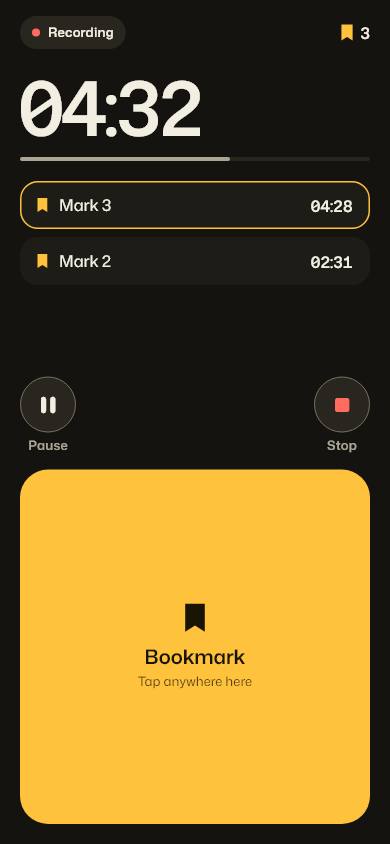 Recording
3
04:32
Mark 3
04:28
Mark 2
02:31
Pause
Stop
Bookmark
Tap anywhere here